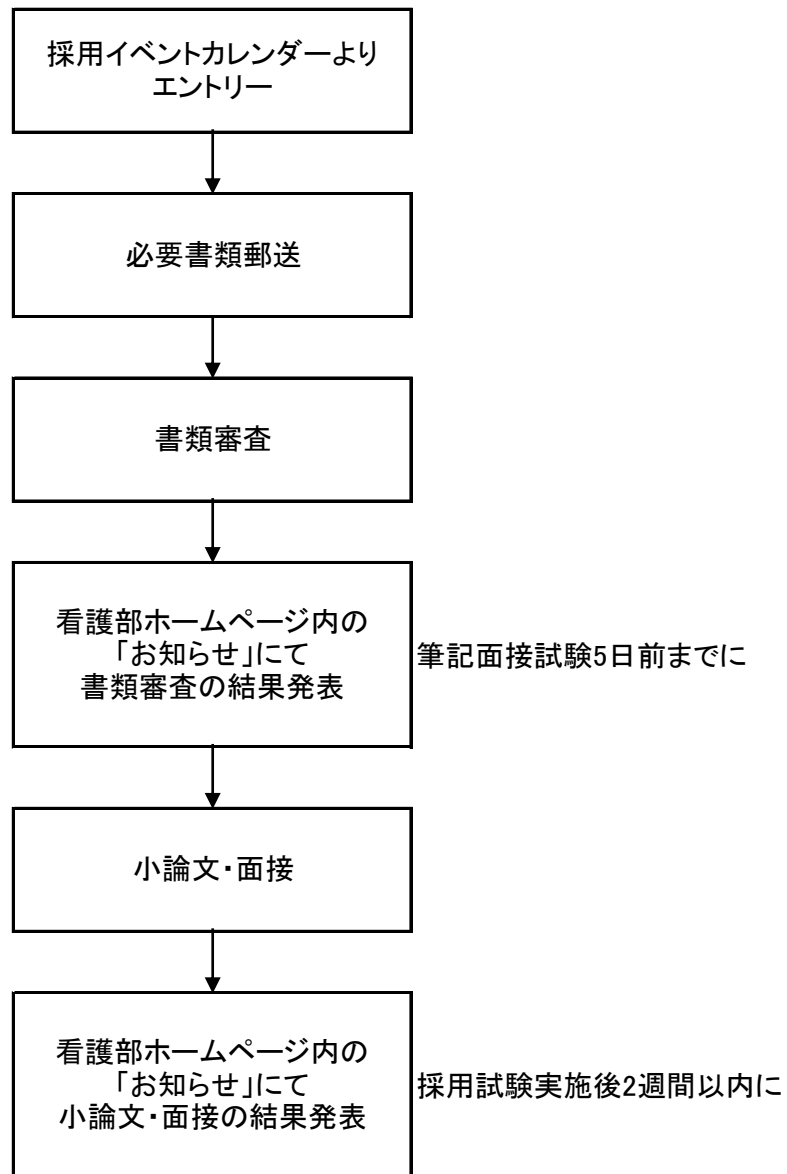 採用イベントカレンダーより
エントリー
必要書類郵送
書類審査
看護部ホームページ内の
「お知らせ」にて
書類審査の結果発表
筆記面接試験5日前までに
小論文・面接
看護部ホームページ内の
「お知らせ」にて
小論文・面接の結果発表
採用試験実施後2週間以内に